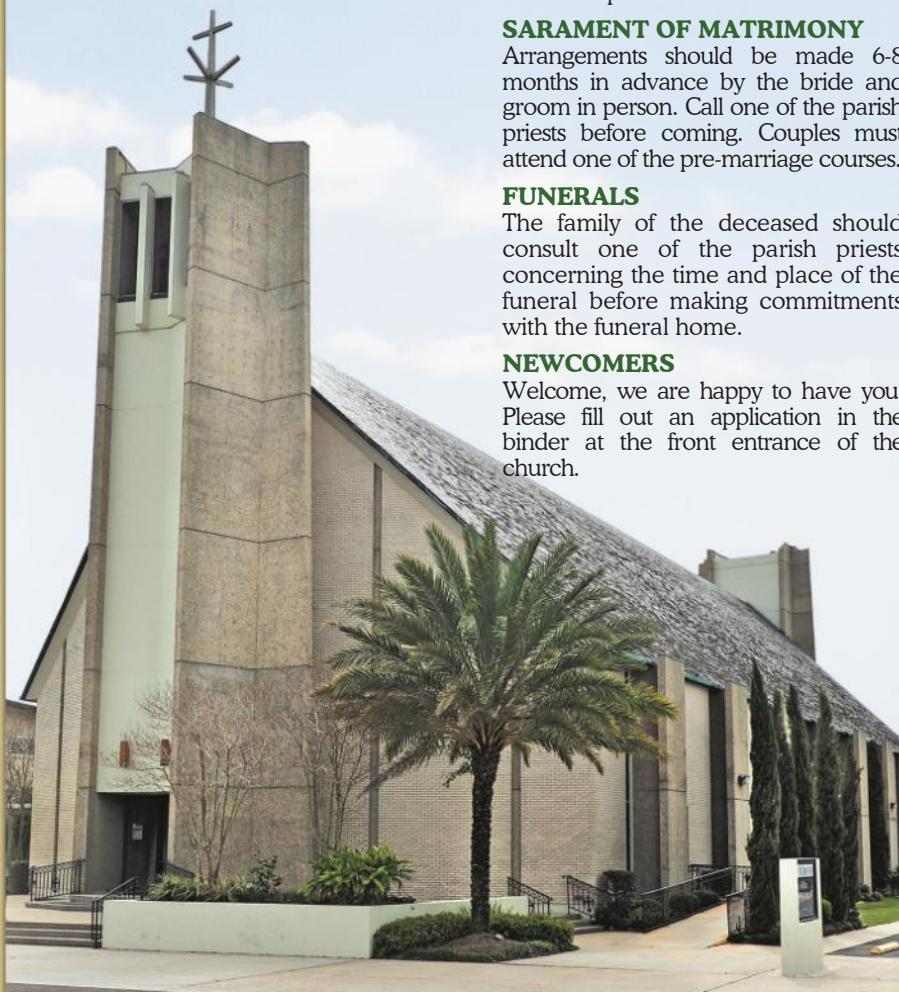 SARAMENT OF MATRIMONY
Arrangements should be made 6-8
months in advance by the bride and
groom in person. Call one of the parish
priests before coming. Couples must
attend one of the pre-marriage courses.
FUNERALS
The family of the deceased should
consult one of the parish priests
concerning the time and place of the
funeral before making commitments
with the funeral home.
NEWCOMERS
Welcome, we are happy to have you
Please fill out an application in the
binder at the front entrance of the
church.